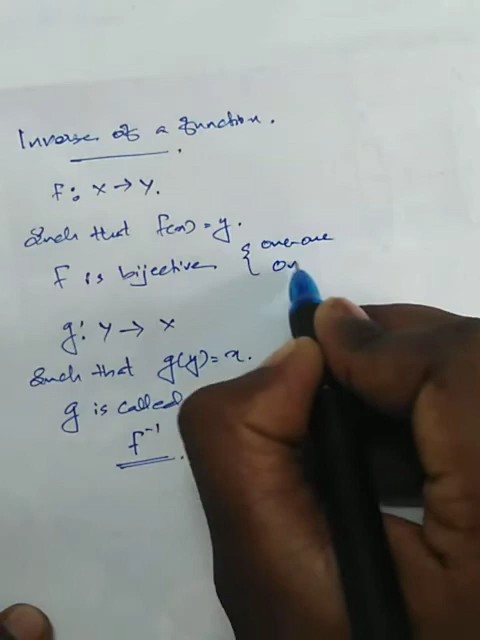 Inverse of a function.
f: X → Y.
Such that f(x) = y.
f is bijective { one-one
on
g: Y → X
Such that g(y) = x.
g is called
f⁻¹.